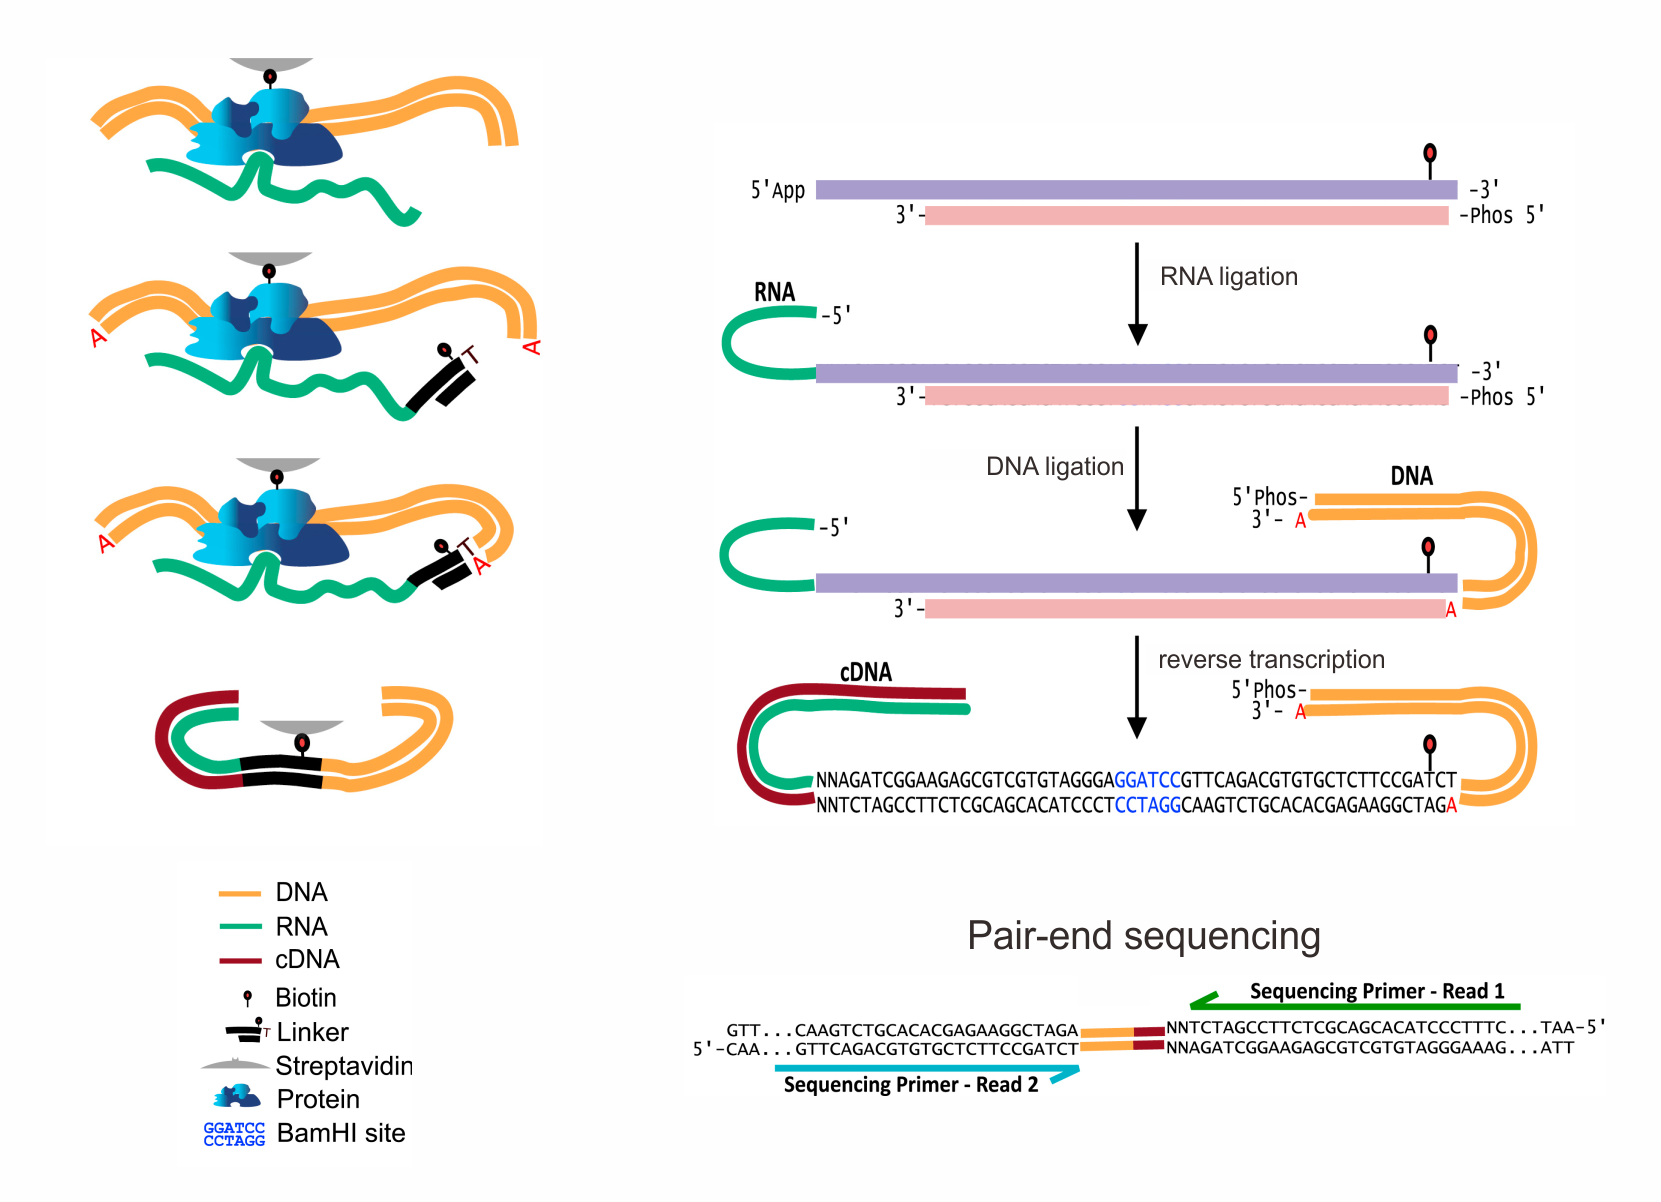 A
T
A
A
T
A
DNA
RNA
cDNA
Biotin
T Linker
Streptavidin
Protein
GGATCC
CCTAGG
BamHI site
5'App
-3'
3'-
-Phos 5'
RNA ligation
RNA
-5'
-3'
3'-
-Phos 5'
DNA ligation
DNA
5'Phos-
3'- A
-5'
3'-
A
reverse transcription
cDNA
5'Phos-
3'- A
NNAGATCGGAAGAGCGTCGTGTAGGGAGGATCCGTTCAGACGTGTGCTCTTCCGATCT
NNTCTAGCCTTCTCGCAGCACATCCCTCCTAGGCAAGTCTGCACACGAGAAGGCTAGA
Pair-end sequencing
Sequencing Primer - Read 1
GTT...CAAGTCTGCACACGAGAAGGCTAGA NNTCTAGCCTTCTCGCAGCACATCCCTTTC...TAA-5'
5'-CAA...GTTCAGACGTGTGCTCTTCCGATCT NNAGATCGGAAGAGCGTCGTGTAGGGAAAG...ATT
Sequencing Primer - Read 2